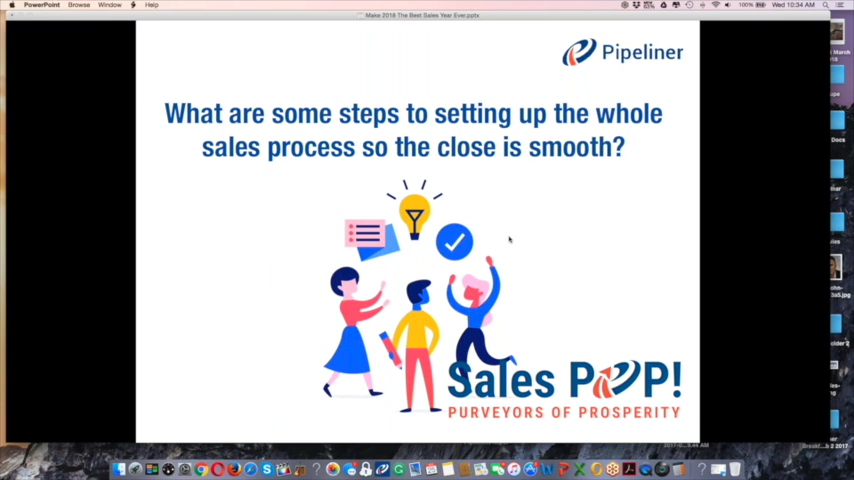 PowerPoint Browse Window Help
100% Wed 10:34 AM
Make 2018 The Best Sales Year Ever.pptx
Pipeliner
What are some steps to setting up the whole
sales process so the close is smooth?
Sales POP!
PURVEYORS OF PROSPERITY
March
Docs